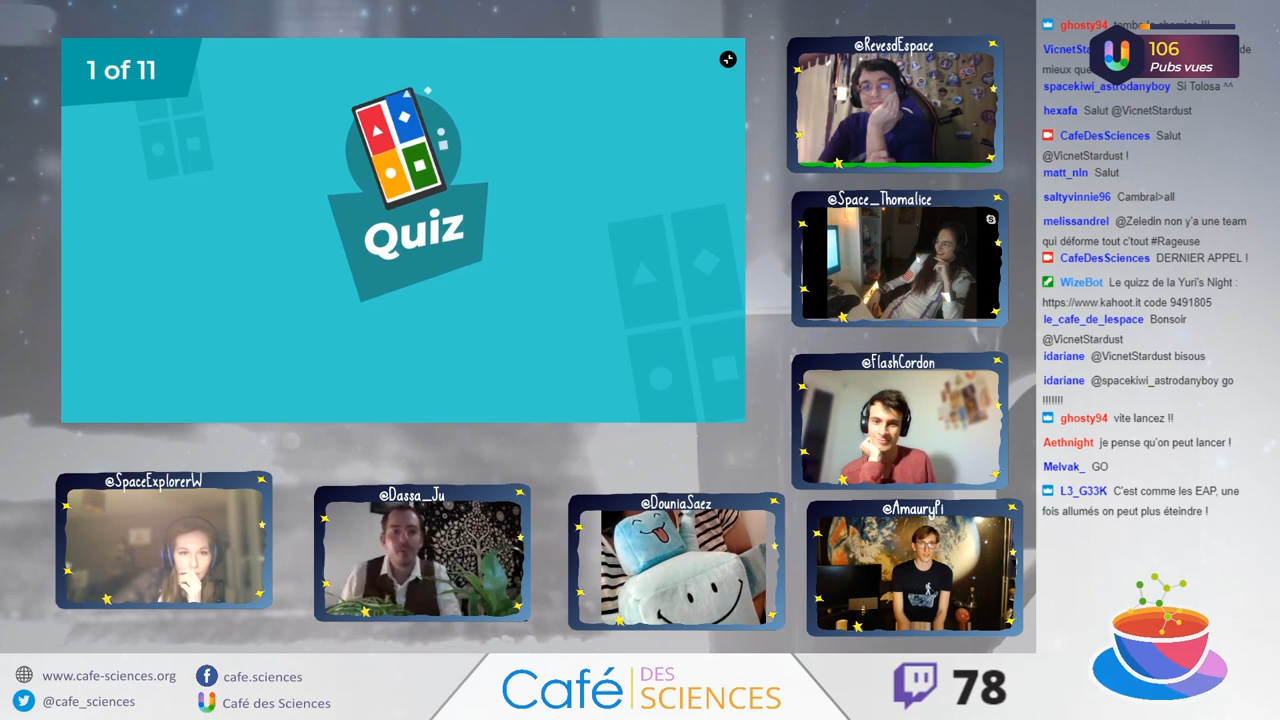 1 of 11
Quiz
@RevesdEspace
@Space_Thomalice
@FlashCordon
@SpaceExplorerW
@Dassa_Ju
@DouniaSaez
@AmauryPi
106
Pubs vues
ghosty94
mieux que
spacekiwi_astrodanyboy Si Tolosa ^^
hexafa Salut @VicnetStardust
CafeDesSciences Salut
@VicnetStardust !
matt_nln Salut
saltyvinnie96 Cambrai>all
melissandrel @Zeledin non y'a une team
qui déforme tout c'tout #Rageuse
CafeDesSciences DERNIER APPEL !
WizeBot Le quizz de la Yuri's Night :
https://www.kahoot.it code 9491805
le_cafe_de_lespace Bonsoir
@VicnetStardust
idariane @VicnetStardust bisous
idariane @spacekiwi_astrodanyboy go
!!!!!!!
ghosty94 vite lancez !!
Aethnight je pense qu'on peut lancer !
Melvak_ GO
L3_G33K C'est comme les EAP, une
fois allumés on peut plus éteindre !
www.cafe-sciences.org
cafe.sciences
@cafe_sciences
Café des Sciences
Café DES SCIENCES
78